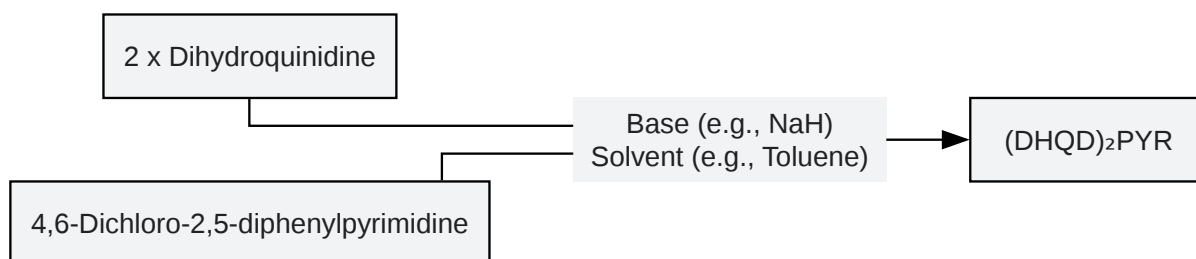 2 x Dihydroquinidine
Base (e.g., NaH)
Solvent (e.g., Toluene)
(DHQD)₂PYR
4,6-Dichloro-2,5-diphenylpyrimidine